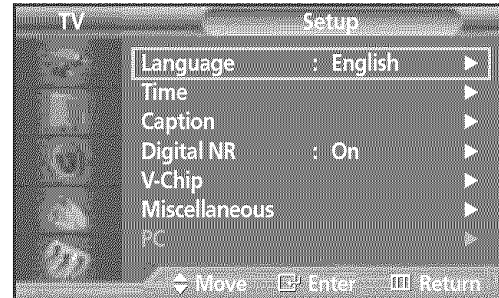 TV Setup
Language : English
Time
Caption
Digital NR : On
V-Chip
Miscellaneous
PC
Move Enter Return